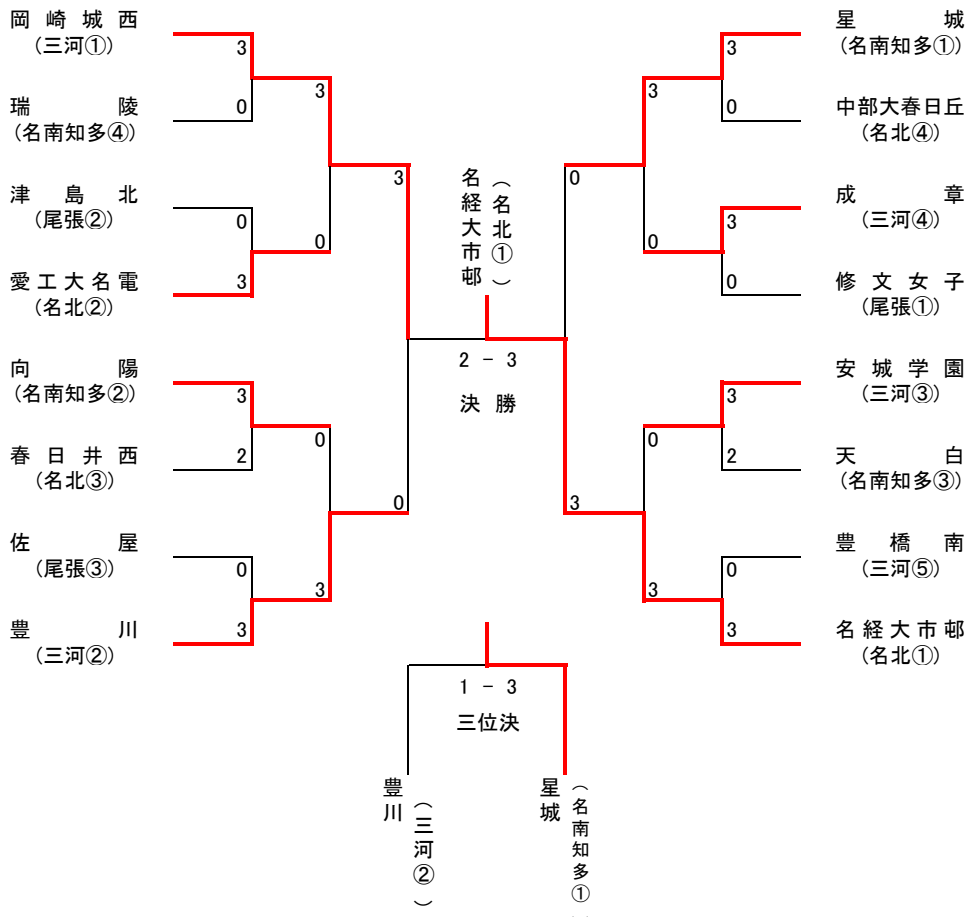 岡崎城西
(三河①)
3
0
瑞陵
(名南知多④)
3
津島北
(尾張②)
0
0
愛工大名電
(名北②)
3
3
向陽
(名南知多②)
3
0
春日井西
(名北③)
2
0
佐屋
(尾張③)
0
3
豊川
(三河②)
3
名経大市邨
(名北①)
2 - 3
決勝
星城
(名南知多①)
3
3
中部大春日丘
(名北④)
0
0
成章
(三河④)
3
0
修文女子
(尾張①)
0
安城学園
(三河③)
3
0
天白
(名南知多③)
2
3
豊橋南
(三河⑤)
0
3
名経大市邨
(名北①)
3
1 - 3
三位決
豊川
(三河②)
星城
(名南知多①